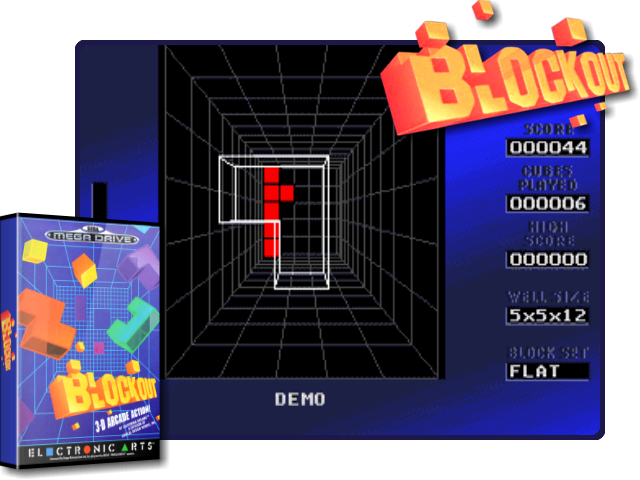 BLOCKOUT
SCORE
000044
CUBES
PLAYED
000006
HIGH
SCORE
000000
WELL SIZE
5x5x12
BLOCK SET
FLAT
DEMO
SEGA
MEGA DRIVE
BLOCKOUT
BLOCKOUT
3-D ARCADE ACTION!
ELECTRONIC ARTS